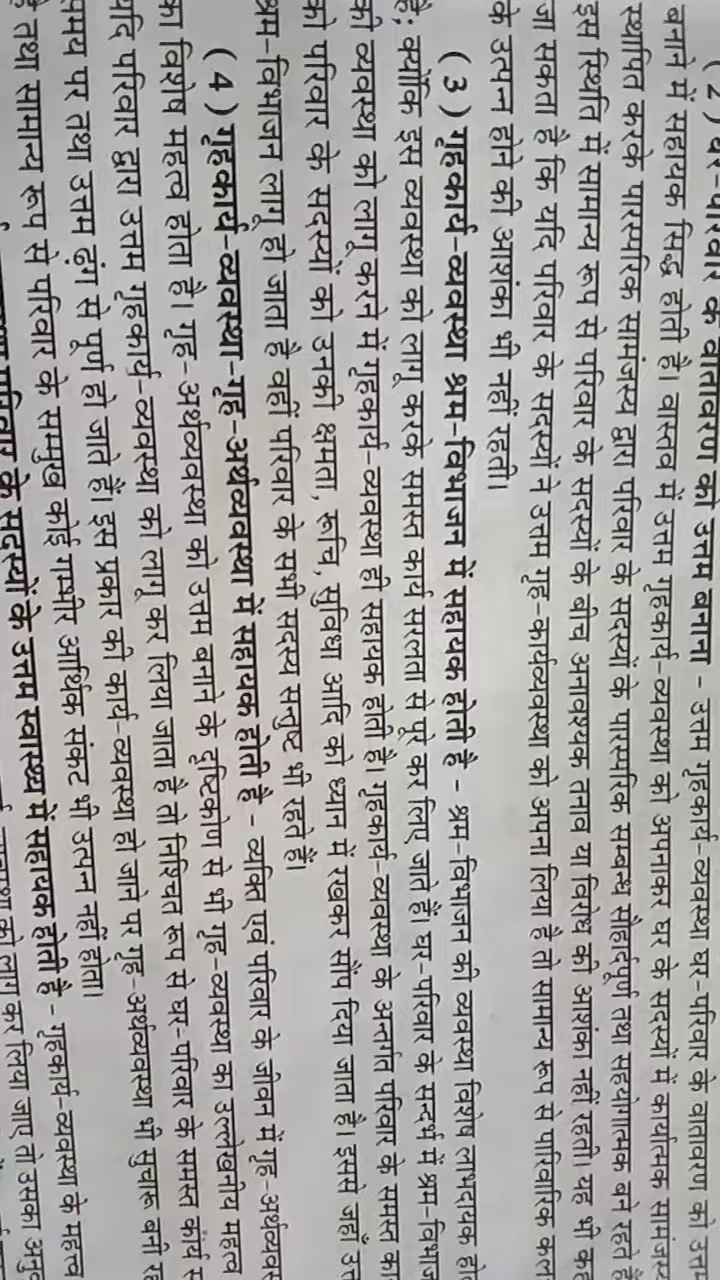 (2) घर-परिवार के वातावरण को उत्तम बनाना - उत्तम गृहकार्य-व्यवस्था घर-परिवार के वातावरण को उत्तम
बनाने में सहायक सिद्ध होती है। वास्तव में उत्तम गृहकार्य-व्यवस्था को अपनाकर घर के सदस्यों में कार्यात्मक सामंजस्य
स्थापित करके पारस्परिक सामंजस्य द्वारा परिवार के सदस्यों के पारस्परिक सम्बन्ध सौहार्दपूर्ण तथा सहयोगात्मक बने रहते हैं
इस स्थिति में सामान्य रूप से परिवार के सदस्यों के बीच अनावश्यक तनाव या विरोध की आशंका नहीं रहती। यह भी कहा
जा सकता है कि यदि परिवार के सदस्यों ने उत्तम गृह-कार्यव्यवस्था को अपना लिया है तो सामान्य रूप से पारिवारिक कल
के उत्पन्न होने की आशंका भी नहीं रहती।
(3) गृहकार्य-व्यवस्था श्रम-विभाजन में सहायक होती है - श्रम-विभाजन की व्यवस्था विशेष लाभदायक हो
है; क्योंकि इस व्यवस्था को लागू करके समस्त कार्य सरलता से पूरे कर लिए जाते हैं। घर-परिवार के सन्दर्भ में श्रम-विभाज
की व्यवस्था को लागू करने में गृहकार्य-व्यवस्था ही सहायक होती है। गृहकार्य-व्यवस्था के अन्तर्गत परिवार के समस्त का
को परिवार के सदस्यों को उनकी क्षमता, रूचि, सुविधा आदि को ध्यान में रखकर सौंप दिया जाता है। इससे जहाँ उत्त
श्रम-विभाजन लागू हो जाता है वहीं परिवार के सभी सदस्य सन्तुष्ट भी रहते हैं।
(4) गृहकार्य-व्यवस्था-गृह-अर्थव्यवस्था में सहायक होती है - व्यक्ति एवं परिवार के जीवन में गृह-अर्थव्यवस
का विशेष महत्व होता है। गृह-अर्थव्यवस्था को उत्तम बनाने के दृष्टिकोण से भी गृह-व्यवस्था का उल्लेखनीय महत्व
यदि परिवार द्वारा उत्तम गृहकार्य-व्यवस्था को लागू कर लिया जाता है तो निश्चित रूप से घर-परिवार के समस्त कार्य स
समय पर तथा उत्तम ढ़ंग से पूर्ण हो जाते हैं। इस प्रकार की कार्य-व्यवस्था हो जाने पर गृह-अर्थव्यवस्था भी सुचारू बनी रह
है तथा सामान्य रूप से परिवार के सम्मुख कोई गम्भीर आर्थिक संकट भी उत्पन्न नहीं होता।
परिवार के सदस्यों के उत्तम स्वास्थ्य में सहायक होती है - गृहकार्य-व्यवस्था के महत्व
को लागू कर लिया जाए तो उसका अनु